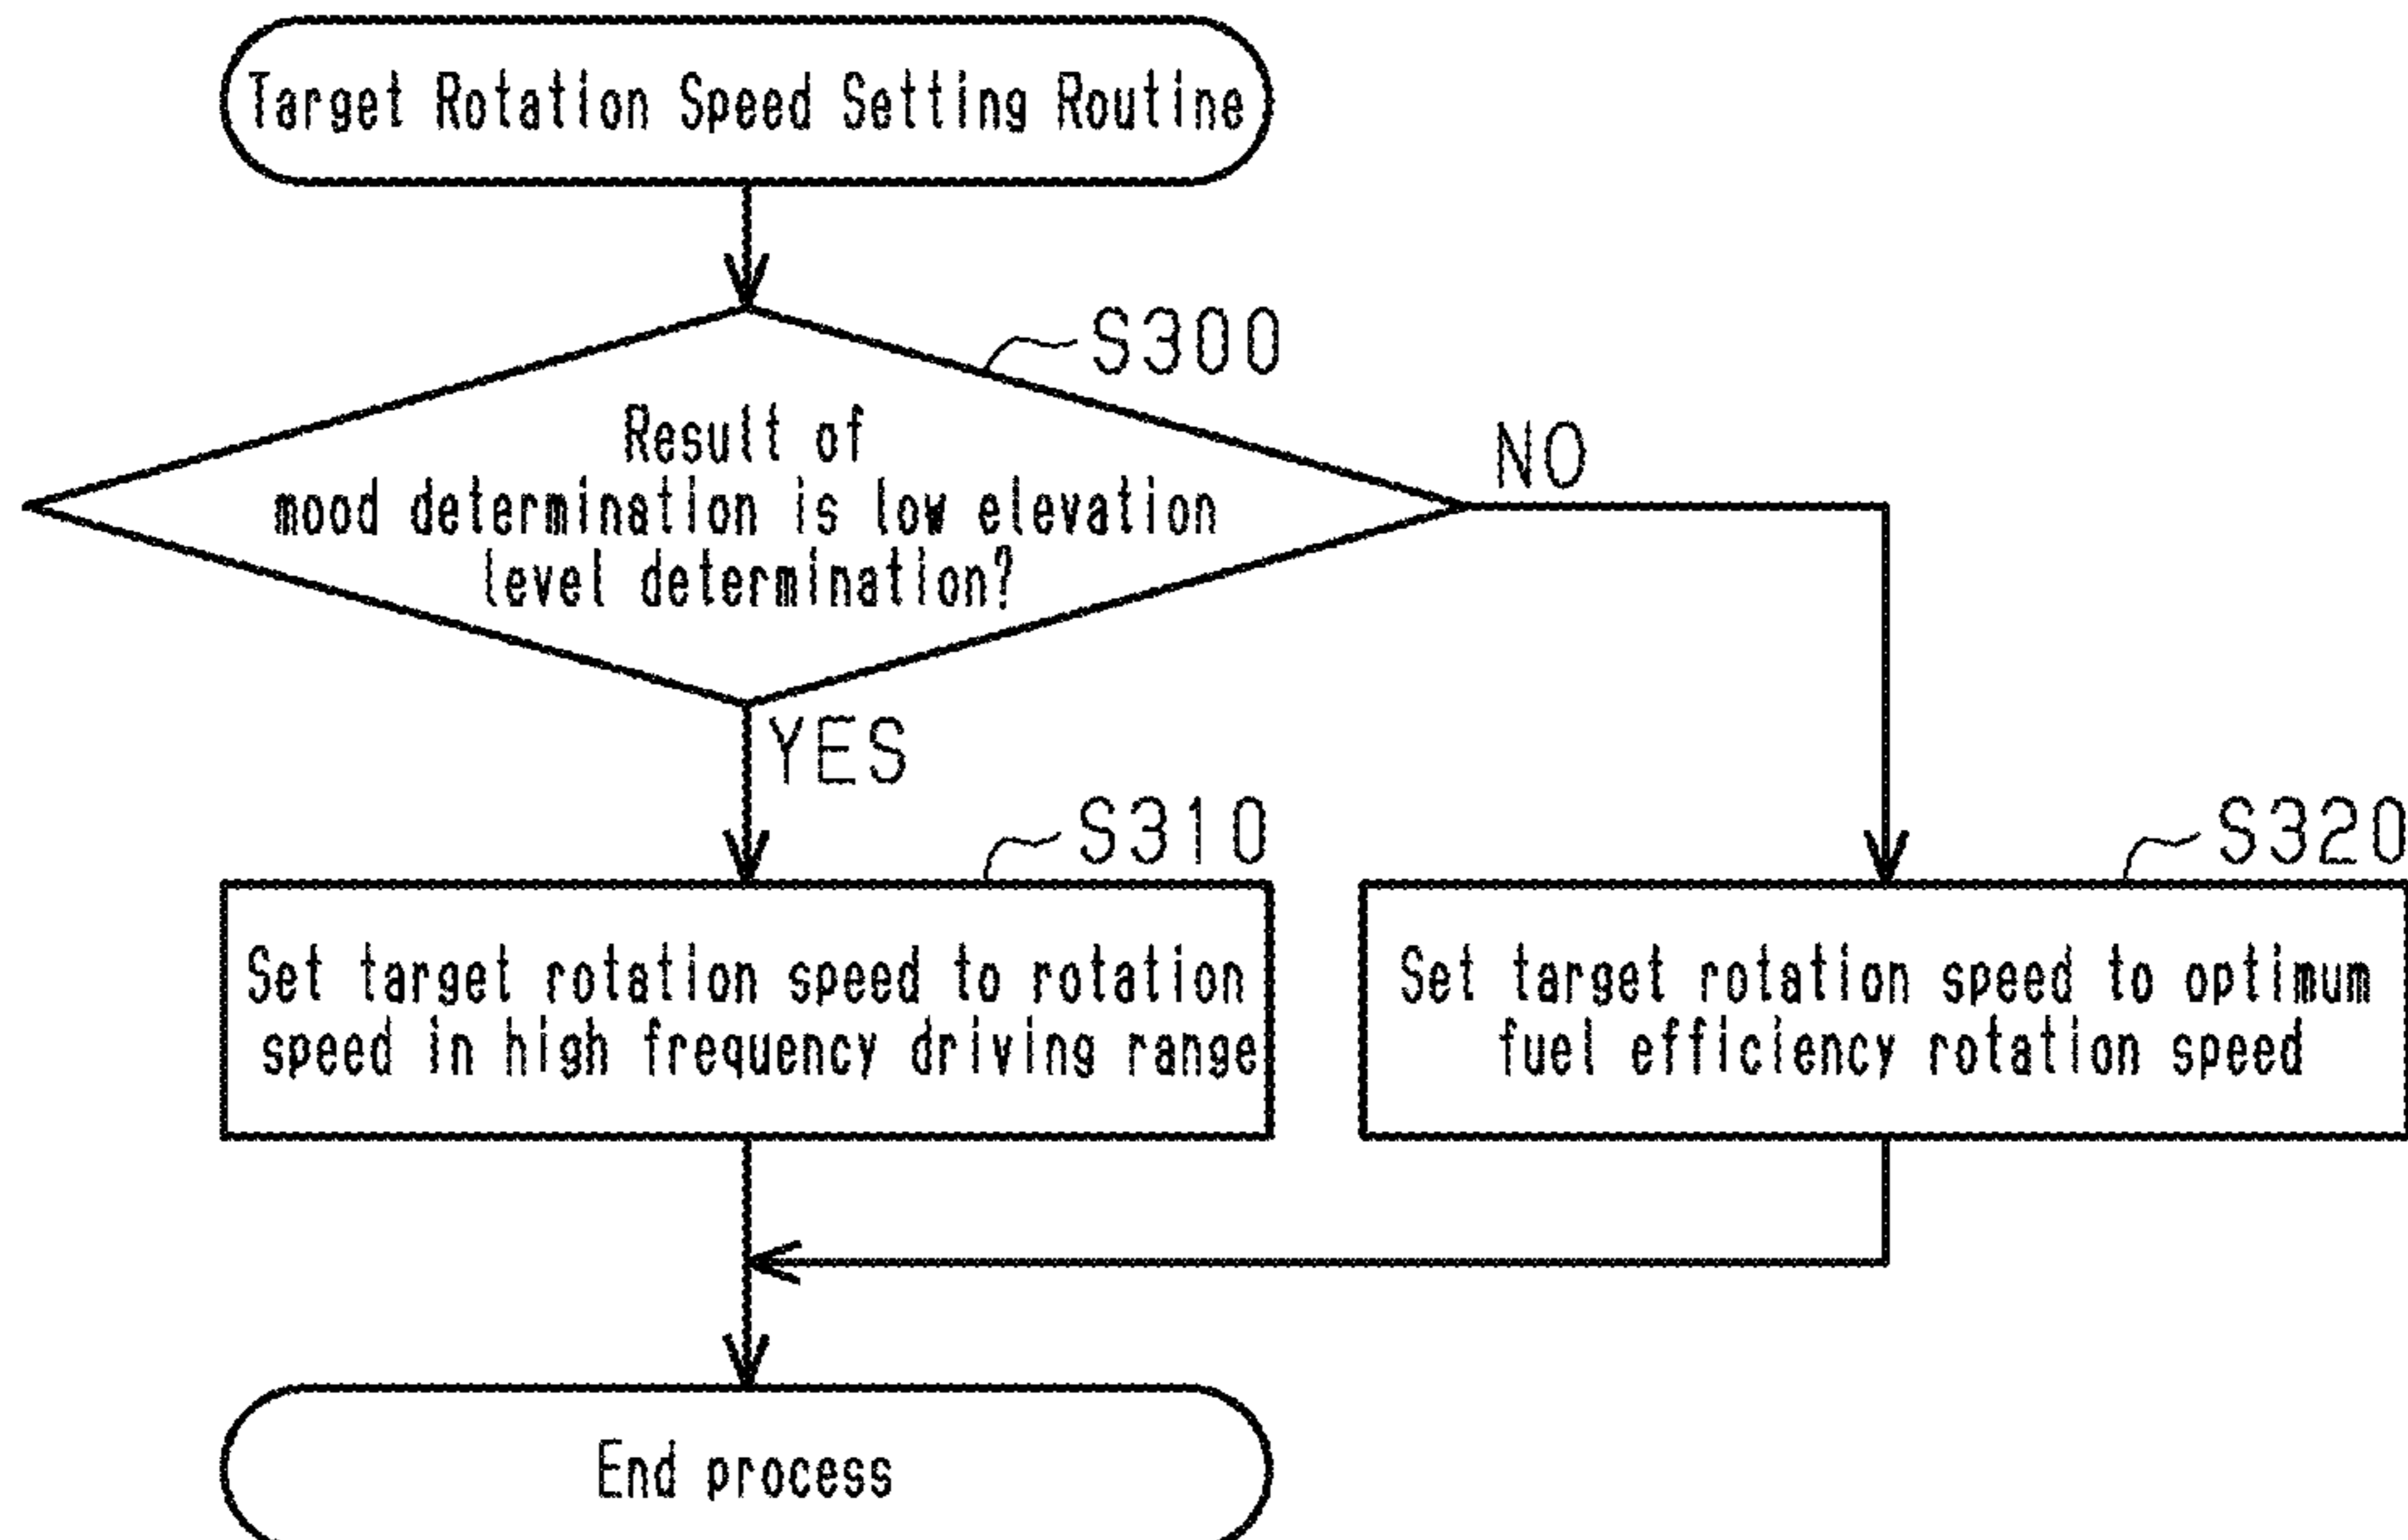 Target Rotation Speed Setting Routine
S300
Result of
mood determination is low elevation
level determination?
NO
YES
S310
Set target rotation speed to rotation
speed in high frequency driving range
S320
Set target rotation speed to optimum
fuel efficiency rotation speed
End process